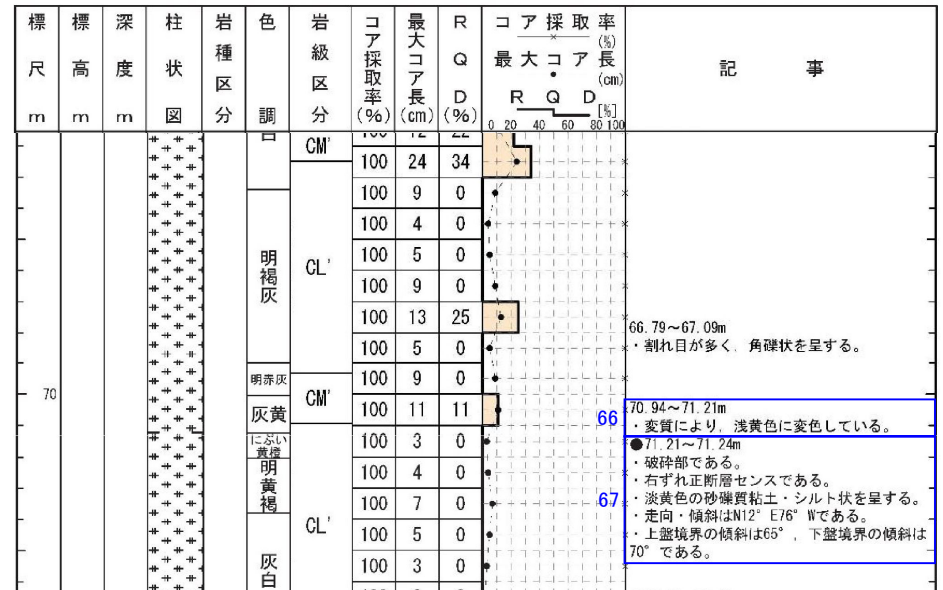 標尺m
標高m
深度m
柱状図
岩種区分
色調
岩級区分
コア採取率(%)
最大コア長(cm)
RQD(%)
コア採取率(%)
最大コア長(cm)
RQD[%]
0 20 40 60 80 100
記事
CM'
100 24 34
100 9 0
100 4 0
100 5 0
100 9 0
100 13 25
100 5 0
100 9 0
100 11 11
100 3 0
100 4 0
100 7 0
100 5 0
100 3 0
明褐灰
CL'
明赤灰
CM'
灰黄
にぶい黄橙
明黄褐
CL'
灰白
70
66.79～67.09m
・割れ目が多く，角礫状を呈する。
66
70.94～71.21m
・変質により，浅黄色に変色している。
67
●71.21～71.24m
・破砕部である。
・右ずれ正断層センスである。
・淡黄色の砂礫質粘土・シルト状を呈する。
・走向・傾斜はN12°E76°Wである。
・上盤境界の傾斜は65°，下盤境界の傾斜は
70°である。